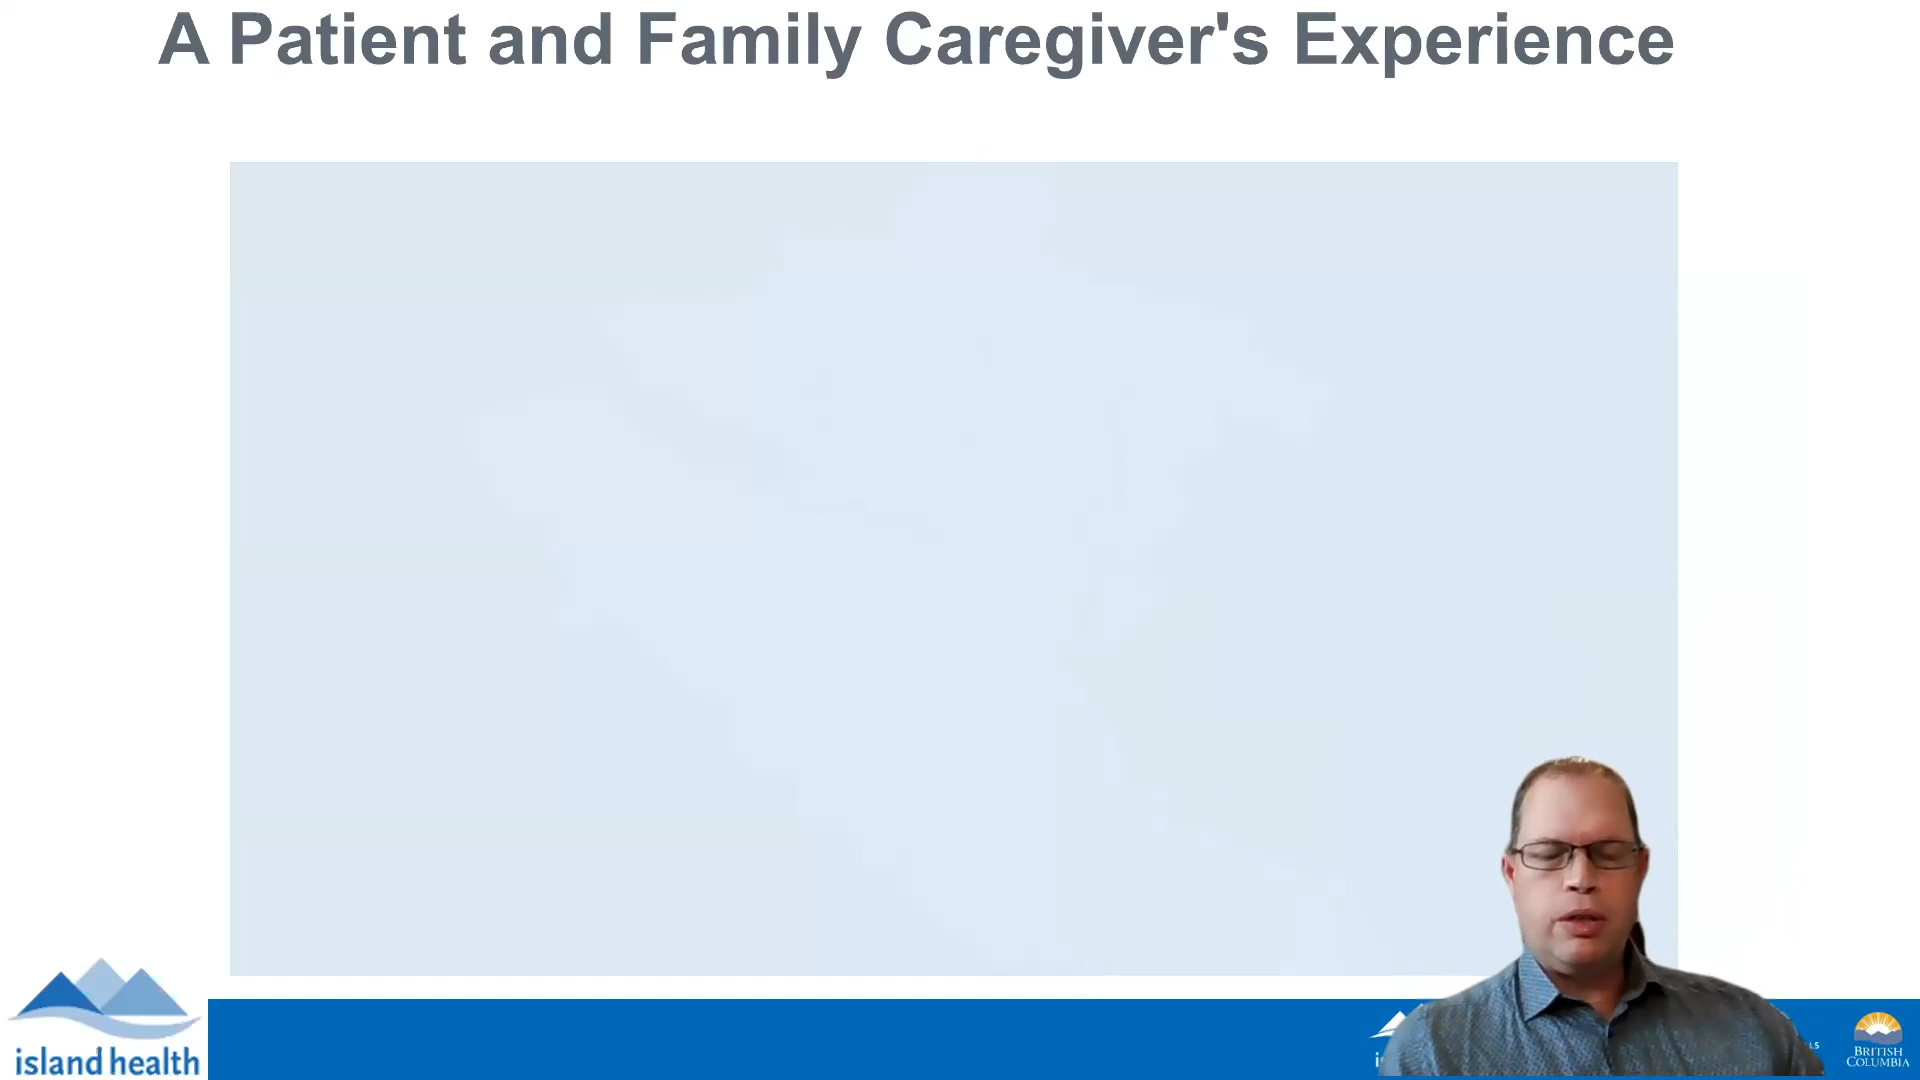 A Patient and Family Caregiver's Experience
island health
BRITISH
COLUMBIA